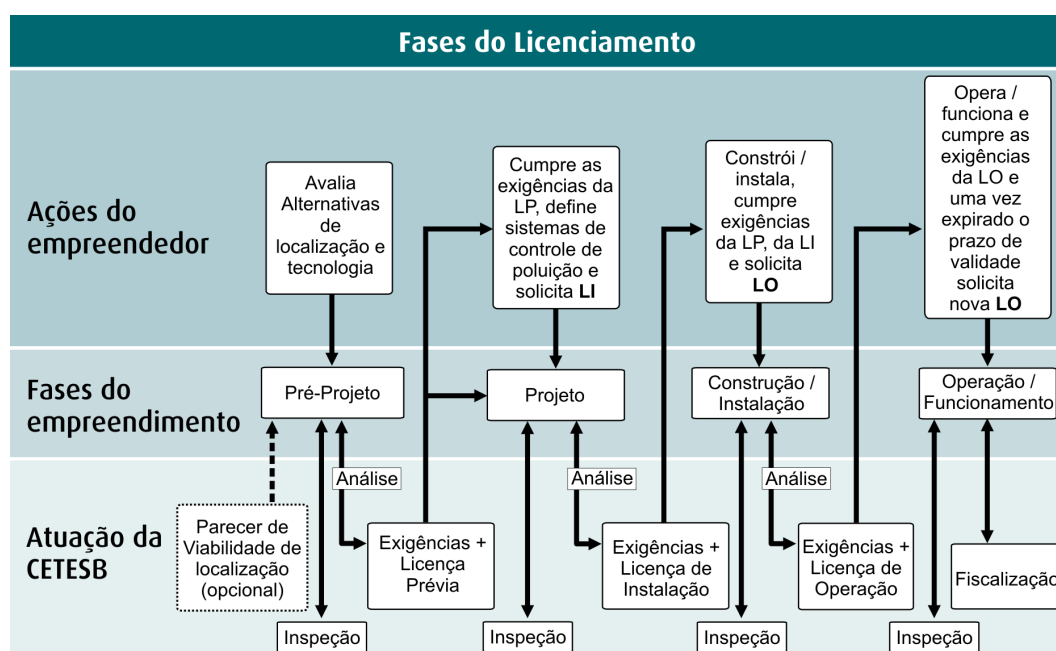 Fases do Licenciamento
Ações do
empreendedor
Avalia
Alternativas
de
localização e
tecnologia
Cumpre as
exigências da
LP, define
sistemas de
controle de
poluição e
solicita LI
Constrói /
instala,
cumpre
exigências
da LP, da LI
e solicita
LO
Opera /
funciona e
cumpre as
exigências
da LO e
uma vez
expirado o
prazo de
validade
solicita
nova LO
Fases do
empreendimento
Pré-Projeto
Projeto
Construção /
Instalação
Operação /
Funcionamento
Atuação da
CETESB
Parecer de
Viabilidade de
localização
(opcional)
Análise
Exigências +
Licença
Prévia
Análise
Exigências +
Licença de
Instalação
Análise
Exigências +
Licença de
Operação
Fiscalização
Inspeção
Inspeção
Inspeção
Inspeção